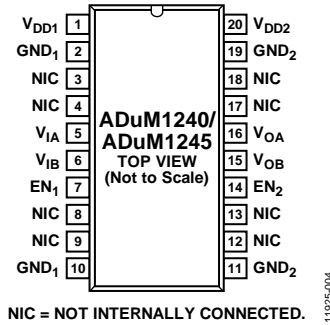 VDD1 1 20 VDD2
GND1 2 19 GND2
NIC 3 18 NIC
NIC 4 17 NIC
ADuM1240/
VIA 5 16 VOA
ADuM1245
VIB 6 TOP VIEW 15 VOB
(Not to Scale)
EN1 7 14 EN2
NIC 8 13 NIC
NIC 9 12 NIC
GND1 10 11 GND2
NIC = NOT INTERNALLY CONNECTED.
11925-004